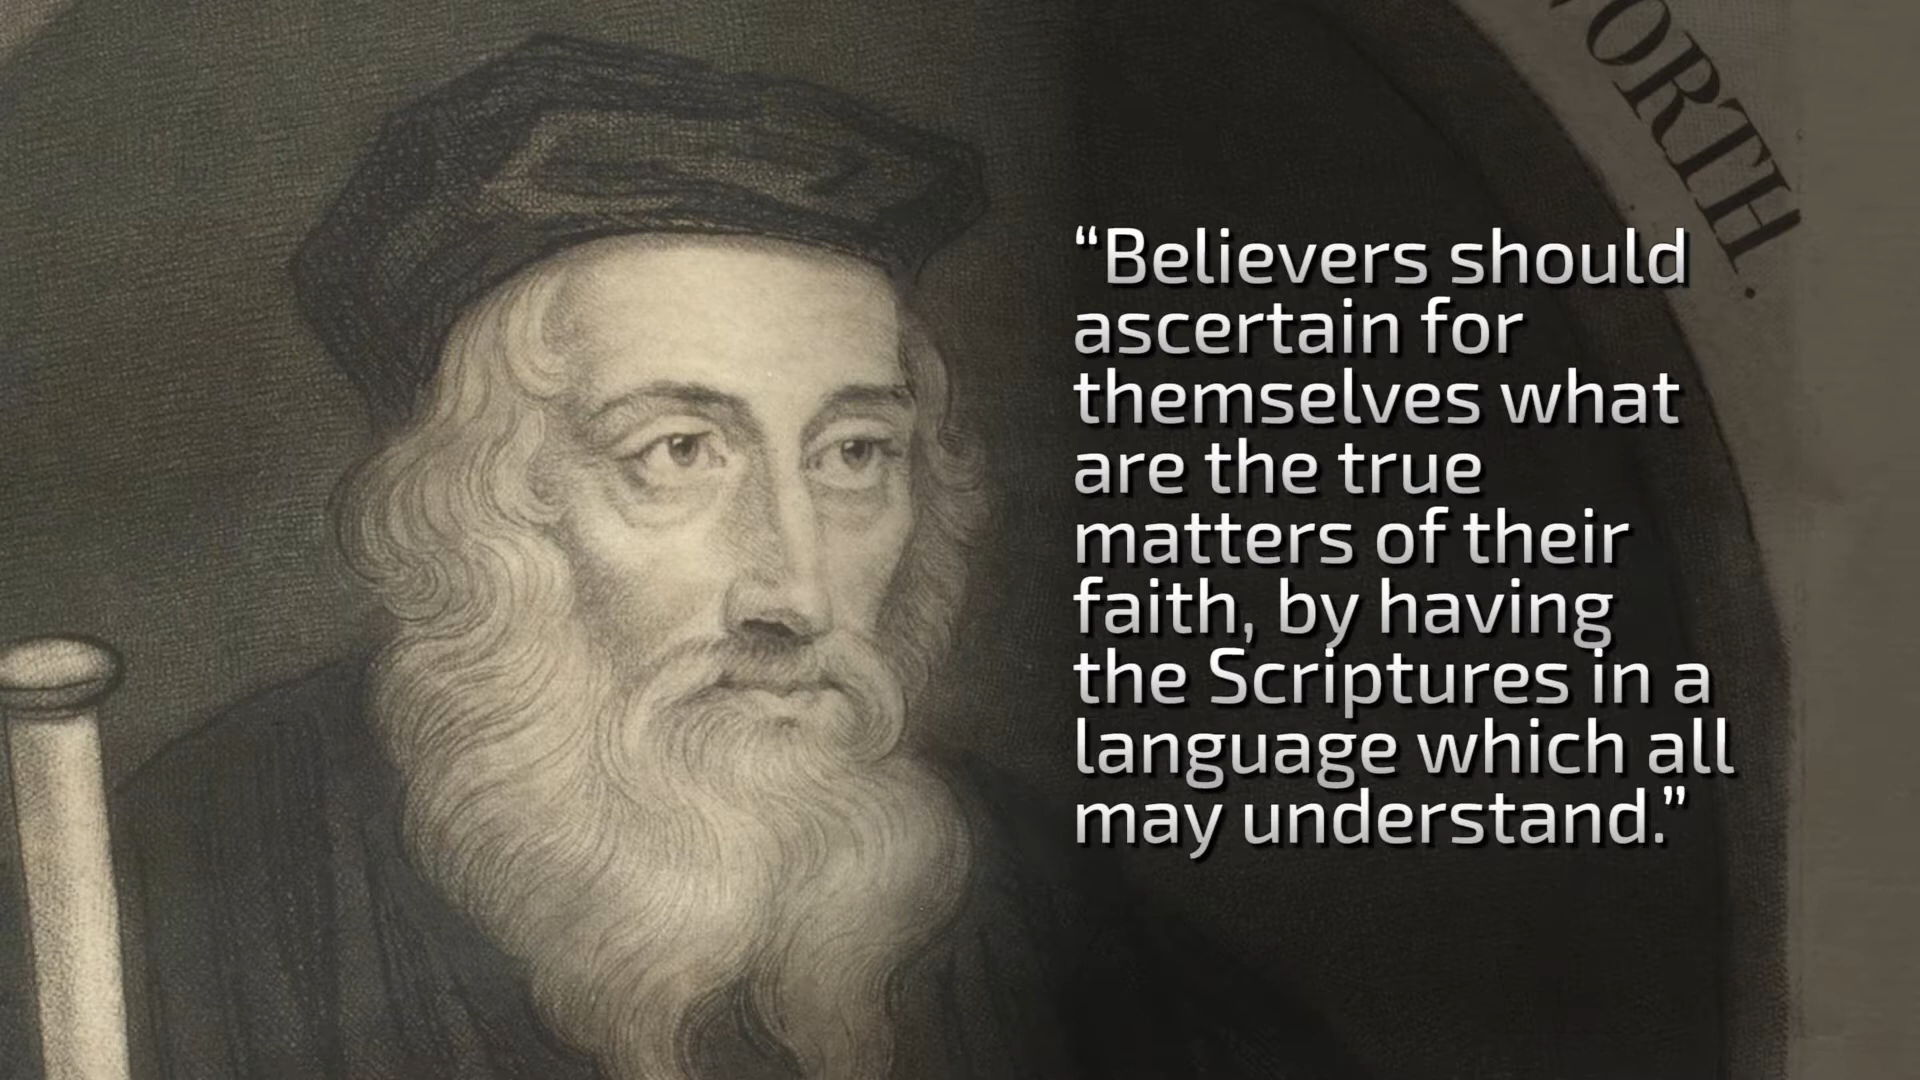 ORTH.
“Believers should
ascertain for
themselves what
are the true
matters of their
faith, by having
the Scriptures in a
language which all
may understand.”